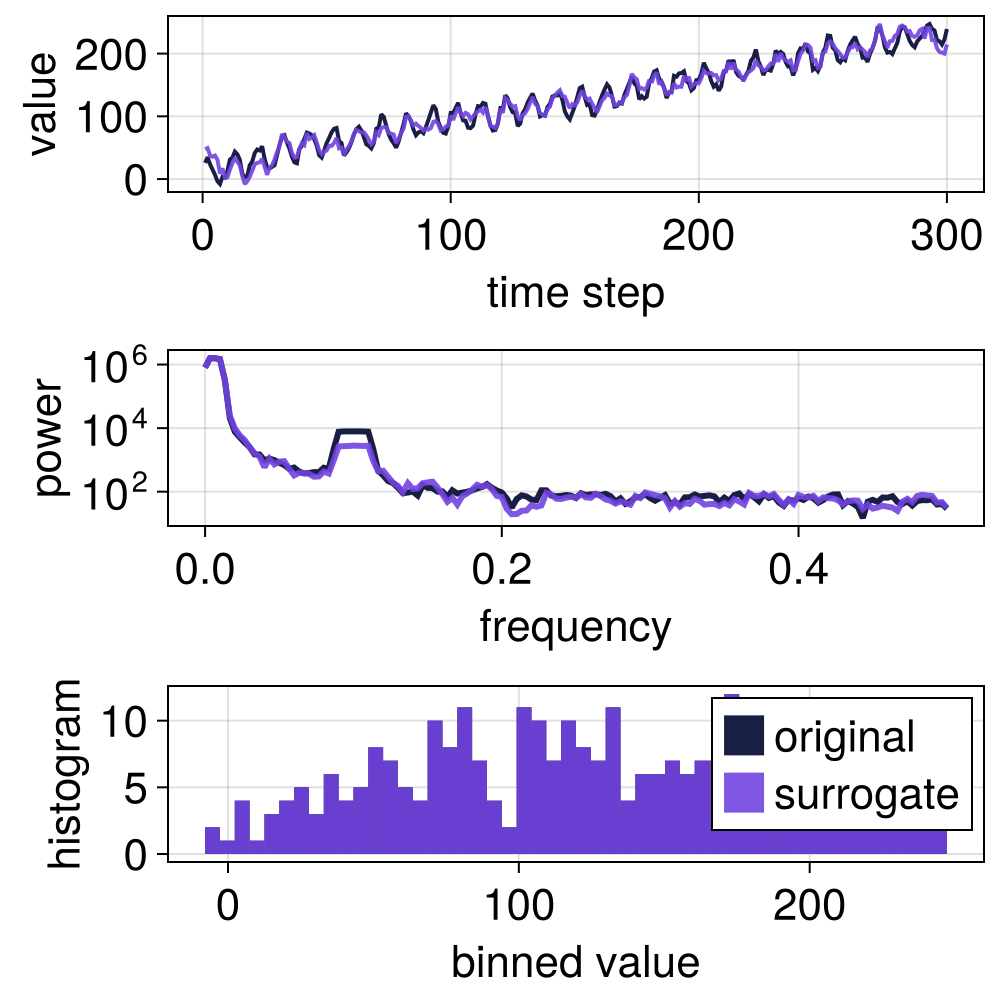 value
200
100
0
0 100 200 300
time step
power
10^6
10^4
10^2
0.0 0.2 0.4
frequency
histogram
10
5
0
original
surrogate
0 100 200
binned value